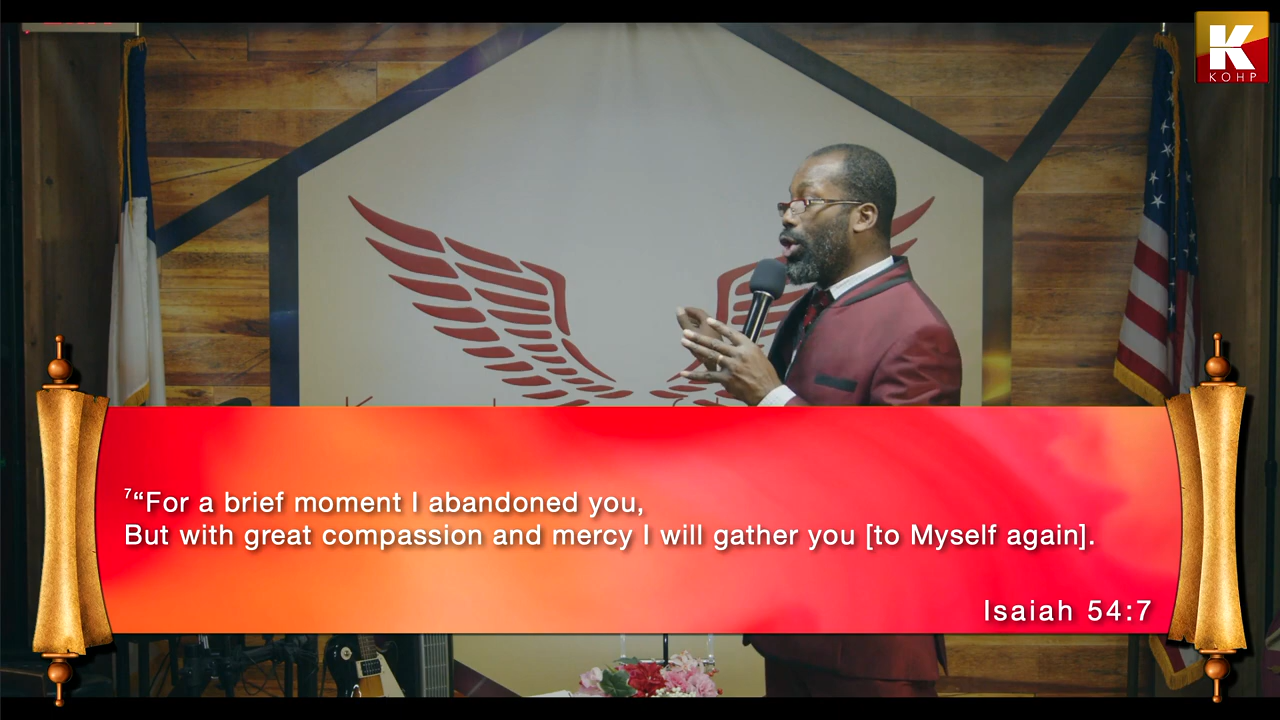 K
KOHP
⁷“For a brief moment I abandoned you,
But with great compassion and mercy I will gather you [to Myself again].
Isaiah 54:7